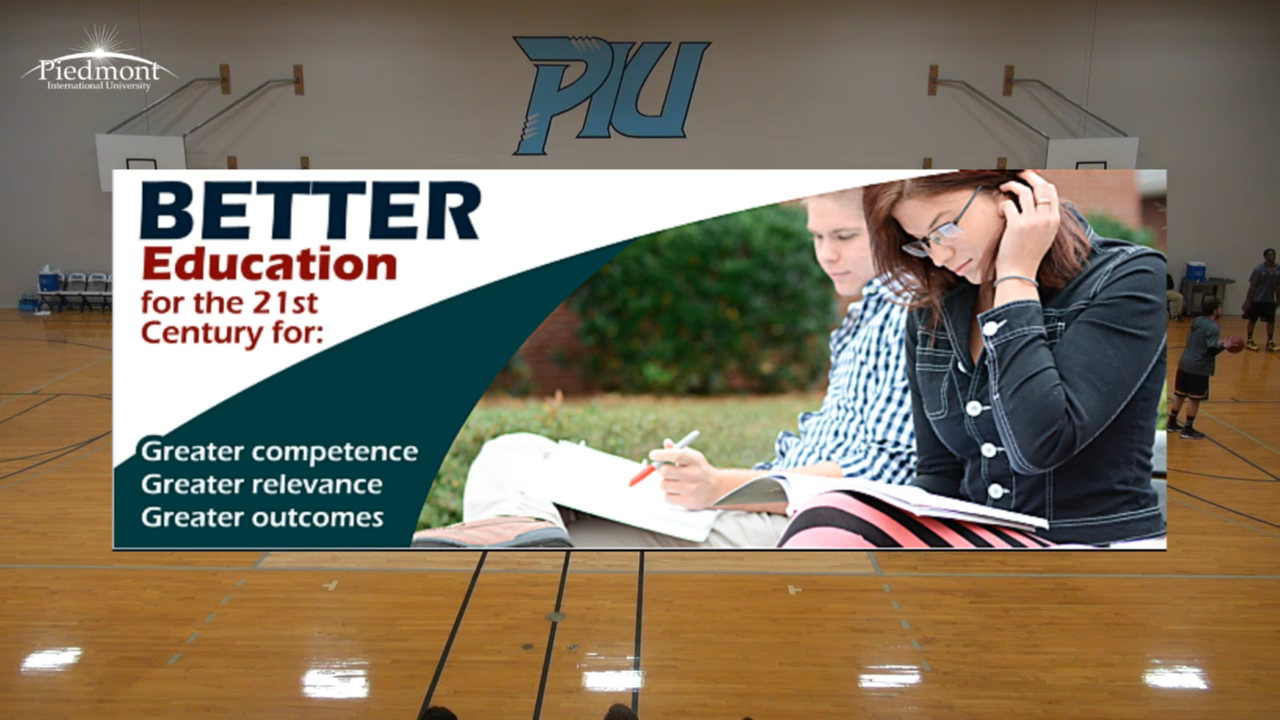 Piedmont
International University
PIU
BETTER
Education
for the 21st
Century for:
Greater competence
Greater relevance
Greater outcomes